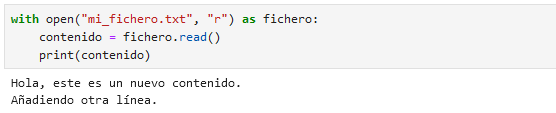 with open("mi_fichero.txt", "r") as fichero:
    contenido = fichero.read()
    print(contenido)
Hola, este es un nuevo contenido.
Añadiendo otra línea.